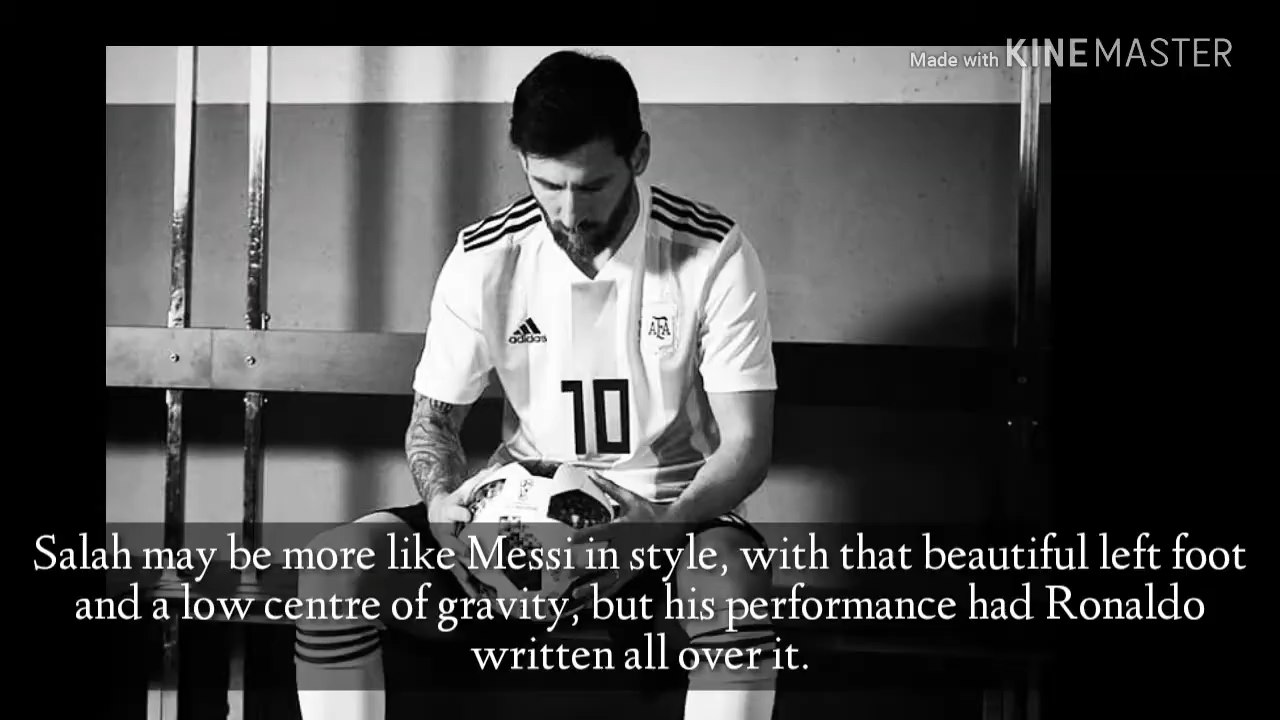 Made with KINEMASTER
adidas
AFA
10
Salah may be more like Messi in style, with that beautiful left foot
and a low centre of gravity, but his performance had Ronaldo
written all over it.